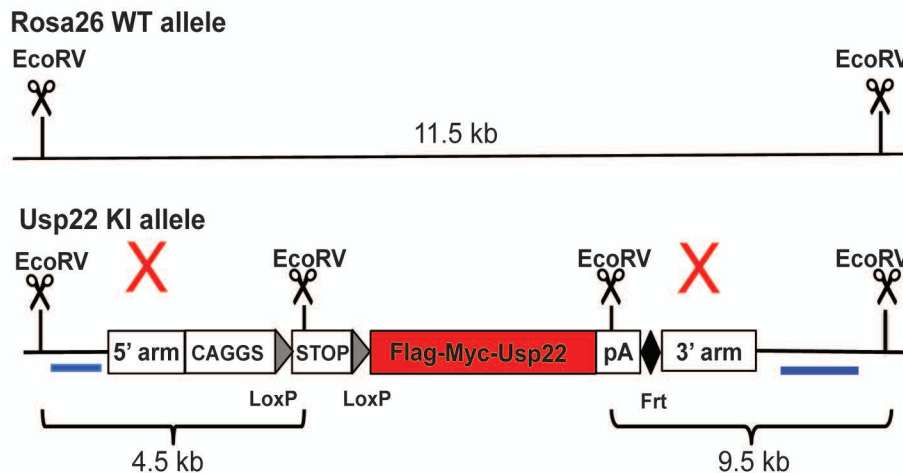 Rosa26 WT allele
EcoRV EcoRV
11.5 kb
Usp22 KI allele
EcoRV EcoRV EcoRV EcoRV
X X
5’ arm CAGGS STOP Flag-Myc-Usp22 pA 3’ arm
LoxP LoxP Frt
4.5 kb 9.5 kb